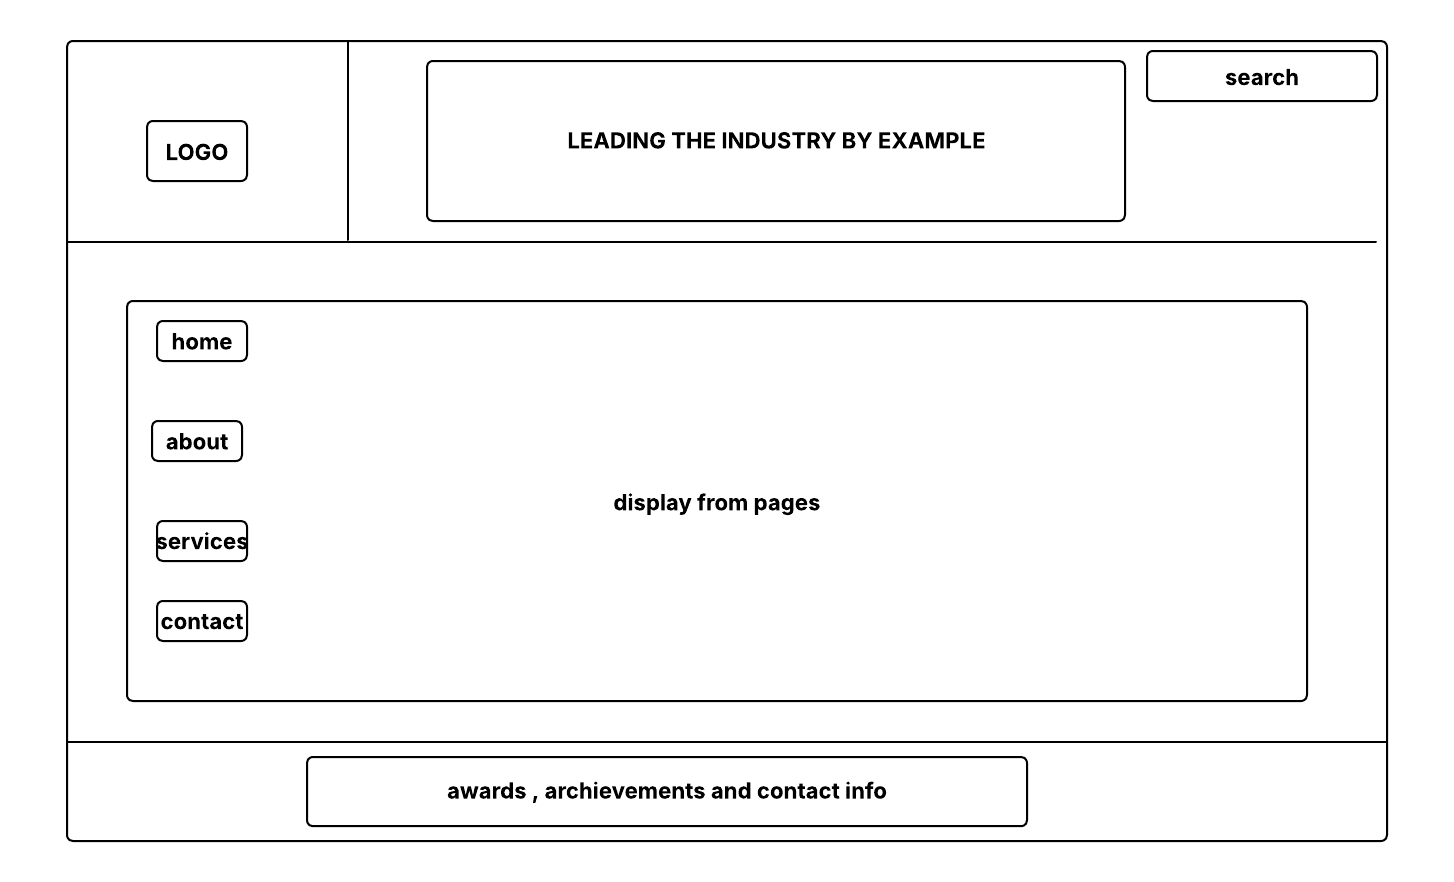 search
LOGO
LEADING THE INDUSTRY BY EXAMPLE
home
about
display from pages
services
contact
awards , archievements and contact info